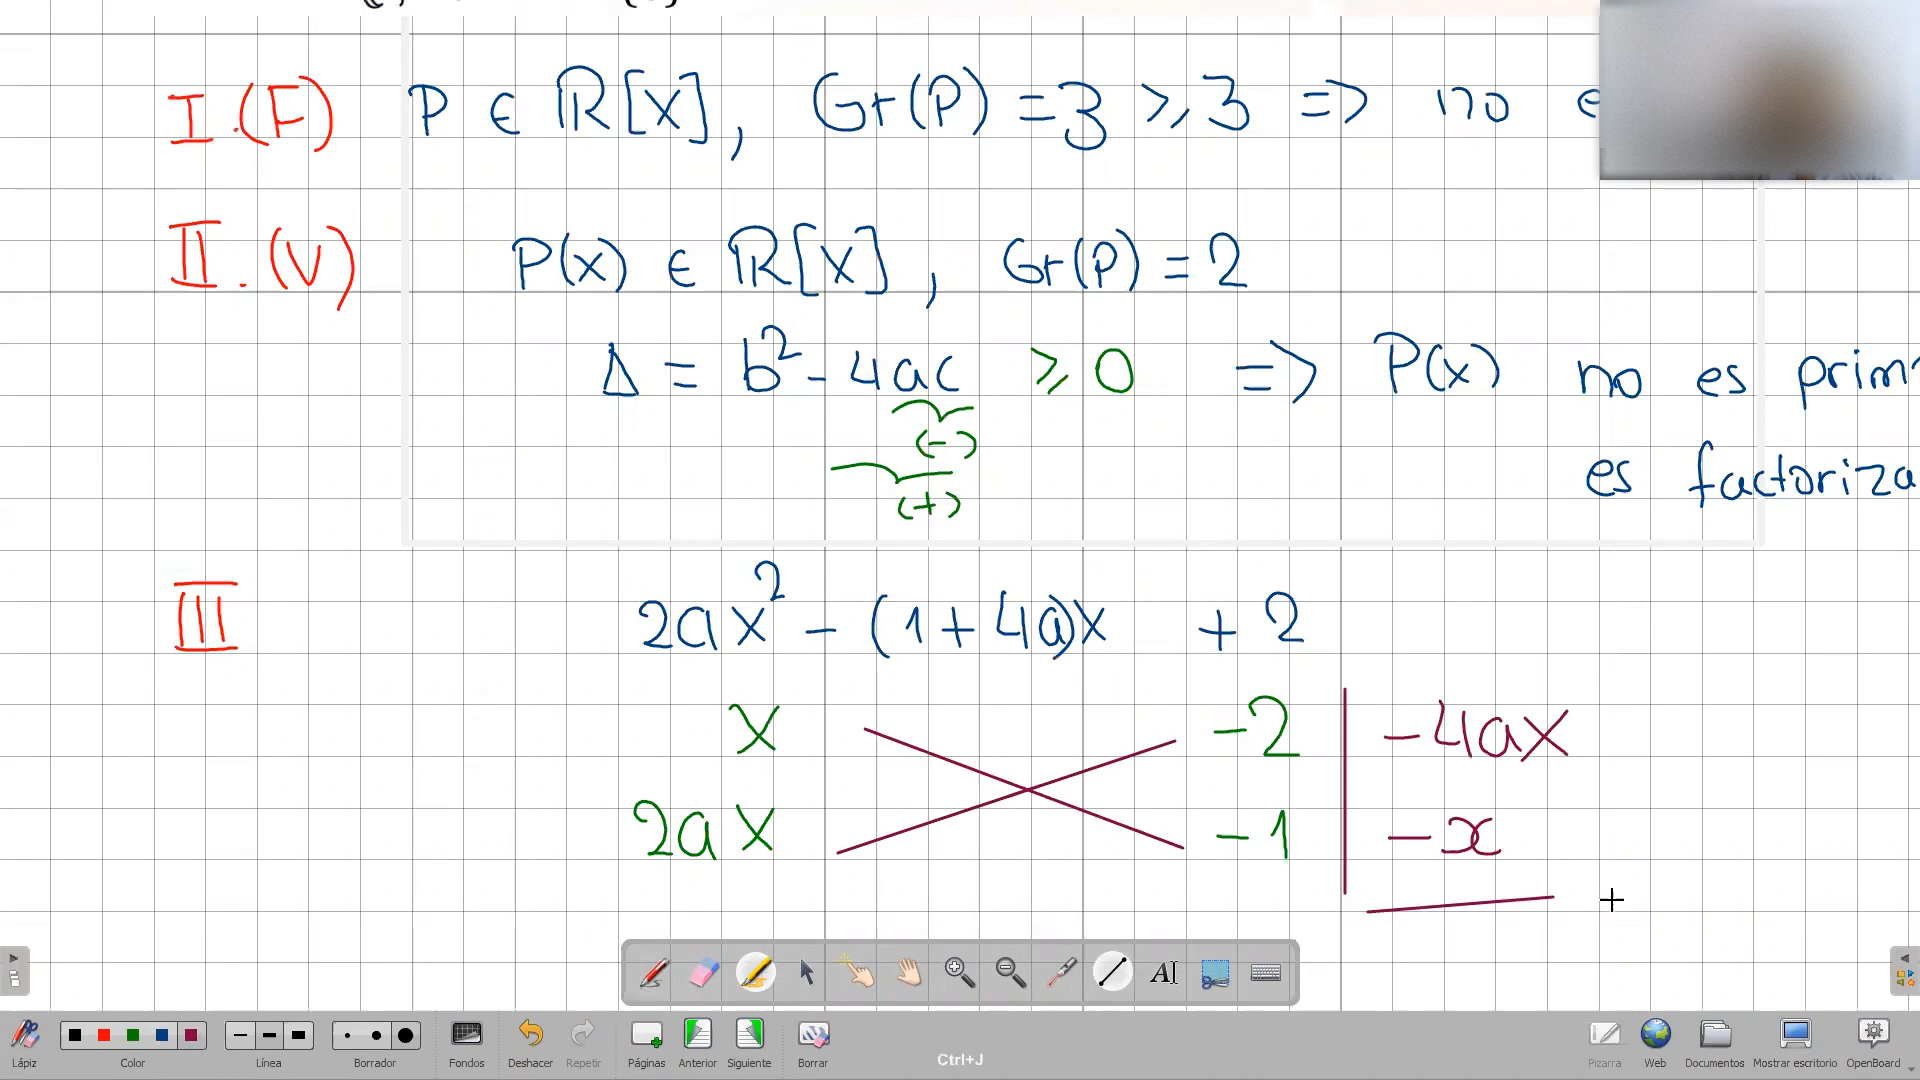 I. (F) P ∈ ℝ[x], Gr(P) = 3 ≥ 3 => no
II. (V) P(x) ∈ ℝ[x], Gr(P) = 2
Δ = b² - 4ac ≥ 0 => P(x) no es prim
(-)
es factoriza
(+)
III 2ax² - (1 + 4a)x + 2
x -2 -4ax
2ax -1 -x
Lápiz Color Línea Borrador Fondos Deshacer Repetir Páginas Anterior Siguiente Borrar Ctrl+J Pizarra Web Documentos Mostrar escritorio OpenBoard